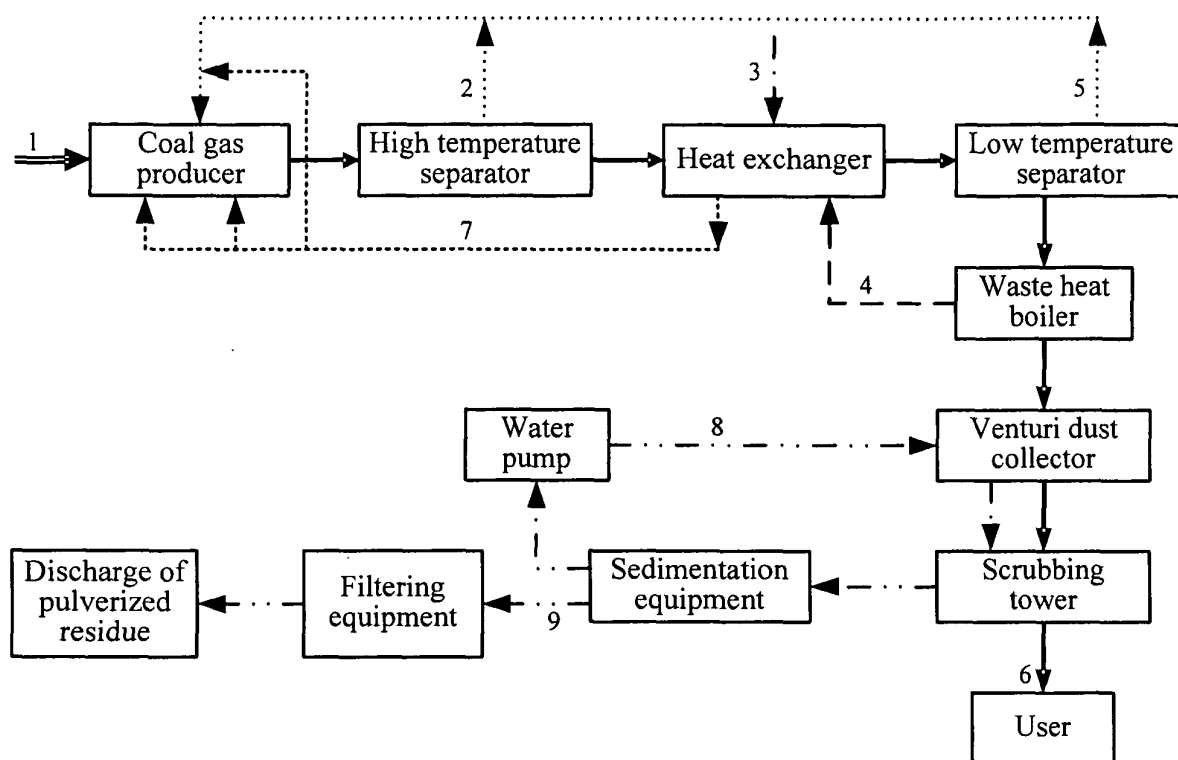 2
3
5
1
Coal gas
producer
High temperature
separator
Heat exchanger
Low temperature
separator
7
4
Waste heat
boiler
Water
pump
8
Venturi dust
collector
Discharge of
pulverized
residue
Filtering
equipment
9
Sedimentation
equipment
Scrubbing
tower
6
User